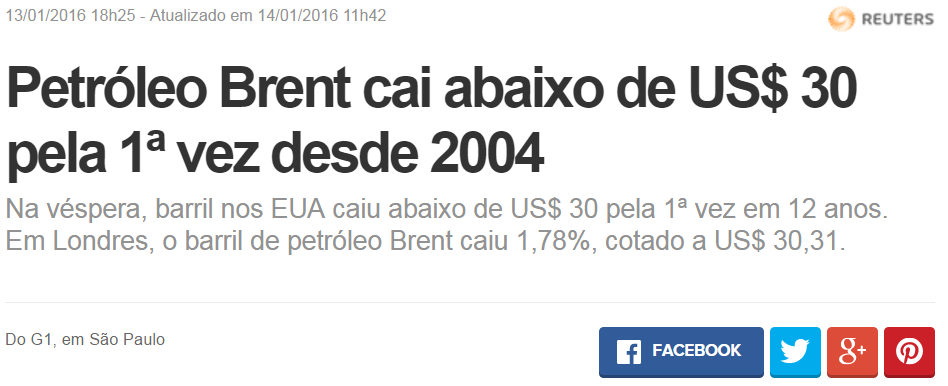 13/01/2016 18h25 - Atualizado em 14/01/2016 11h42
REUTERS
Petróleo Brent cai abaixo de US$ 30
pela 1ª vez desde 2004
Na véspera, barril nos EUA caiu abaixo de US$ 30 pela 1ª vez em 12 anos.
Em Londres, o barril de petróleo Brent caiu 1,78%, cotado a US$ 30,31.
Do G1, em São Paulo
FACEBOOK